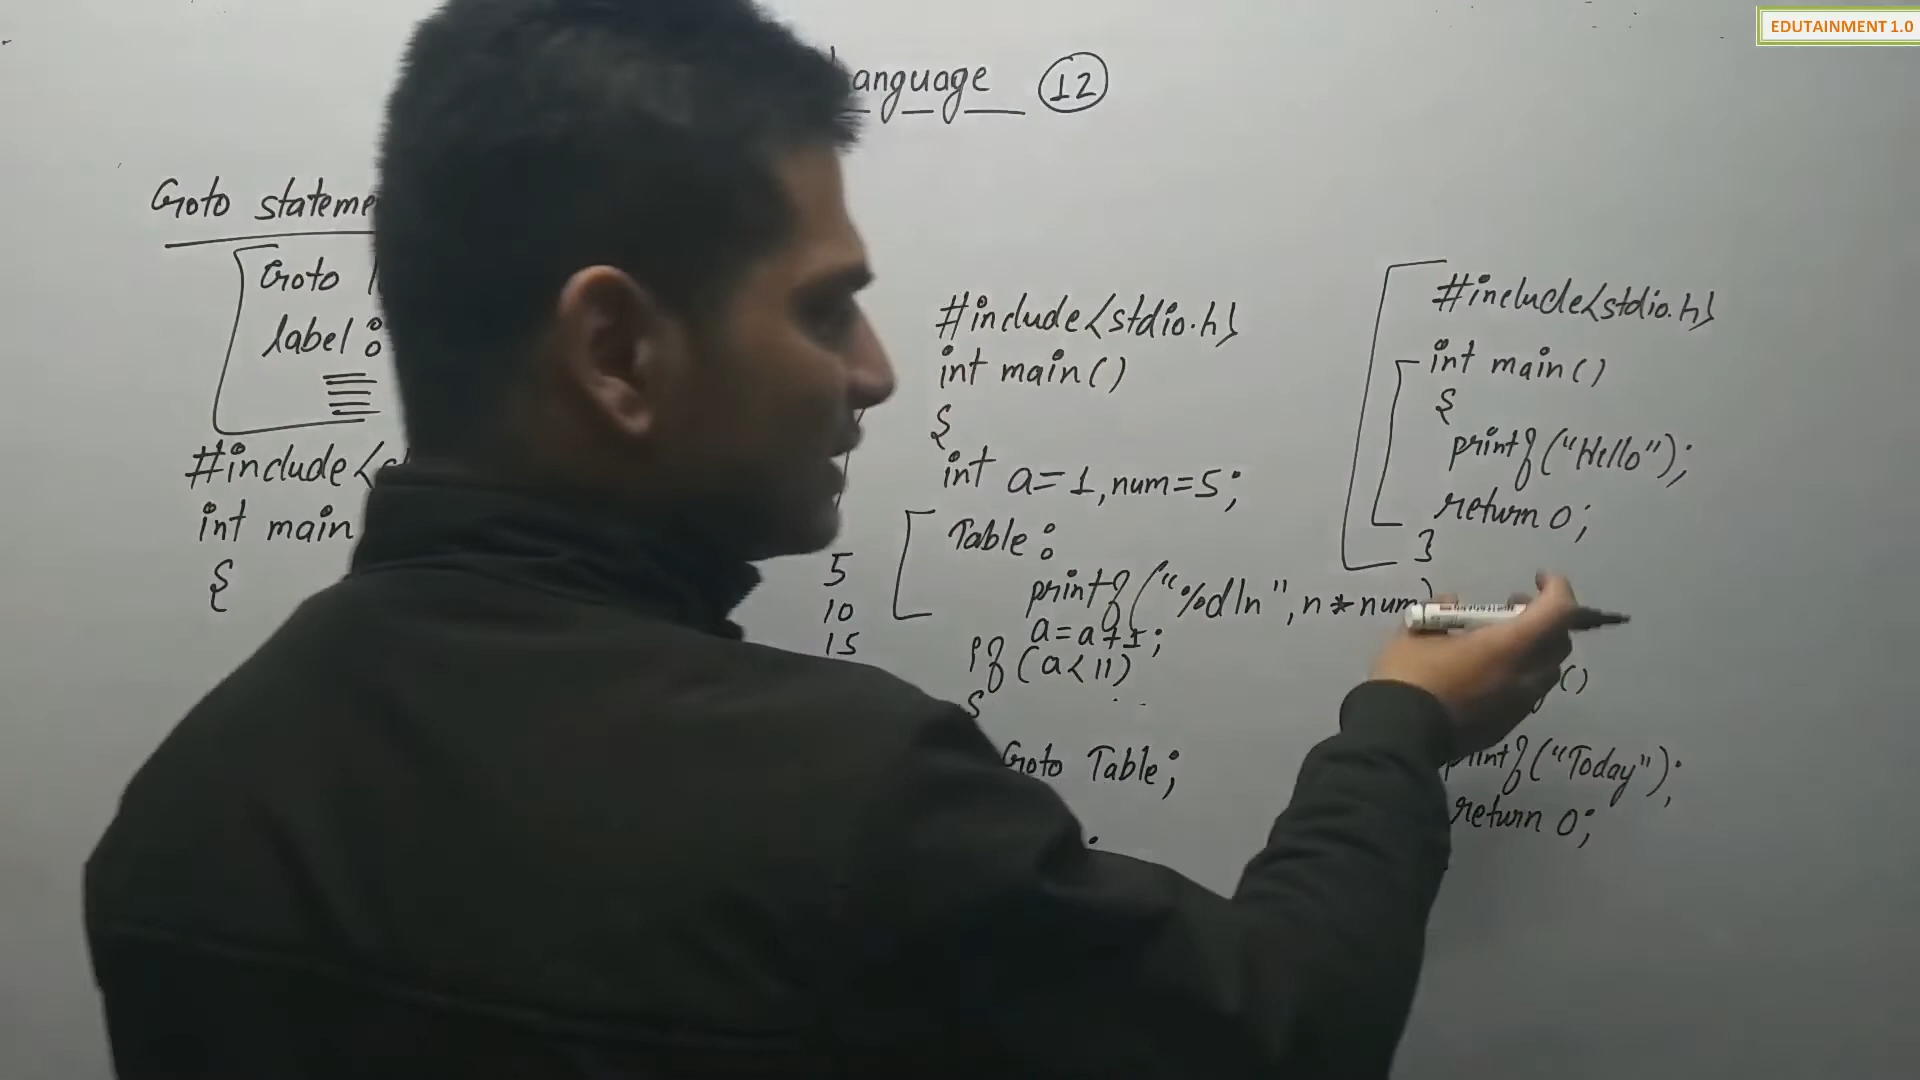 EDUTAINMENT 1.0
anguage 12
Goto stateme
Goto
label:
#include<
int main
{
5
10
15
#include<stdio.h>
int main()
{
int a=1,num=5;
Table:
printf("%d\n",n*num)
a=a+1;
if (a<11)
{
Goto Table;
#include<stdio.h>
int main()
{
printf("Hello");
return 0;
}
()
printf("Today");
return 0;